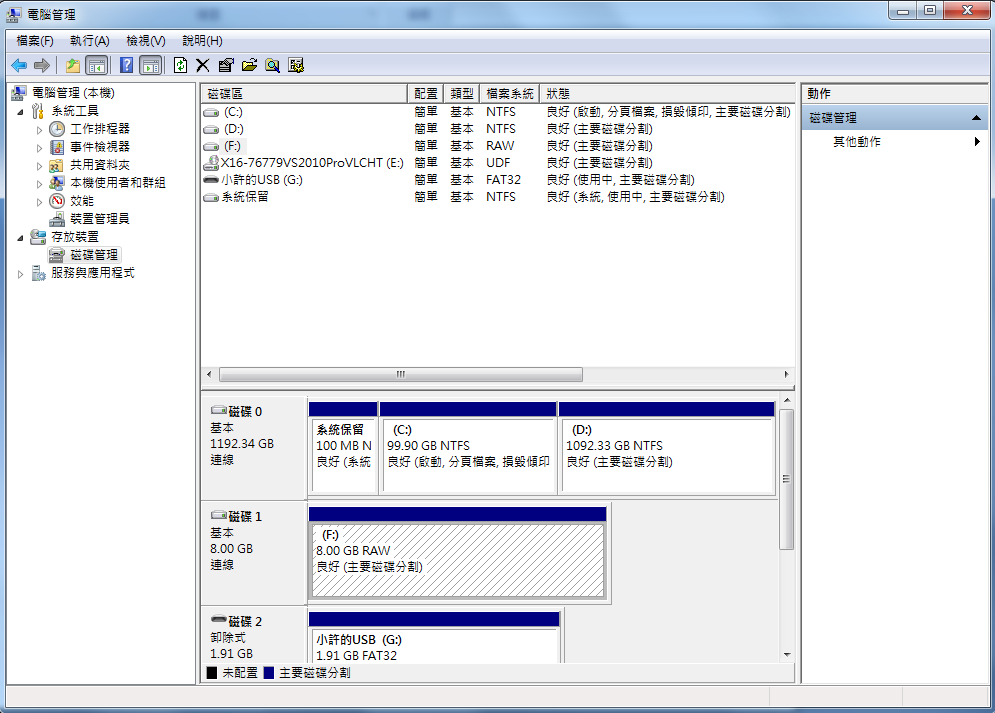 電腦管理
檔案(F) 執行(A) 檢視(V) 說明(H)
電腦管理 (本機)
系統工具
工作排程器
事件檢視器
共用資料夾
本機使用者和群組
效能
裝置管理員
存放裝置
磁碟管理
服務與應用程式
磁碟區 配置 類型 檔案系統 狀態
(C:) 簡單 基本 NTFS 良好 (啟動, 分頁檔案, 損毀傾印, 主要磁碟分割)
(D:) 簡單 基本 NTFS 良好 (主要磁碟分割)
(F:) 簡單 基本 RAW 良好 (主要磁碟分割)
X16-76779VS2010ProVLCHT (E:) 簡單 基本 UDF 良好 (主要磁碟分割)
小許的USB (G:) 簡單 基本 FAT32 良好 (使用中, 主要磁碟分割)
系統保留 簡單 基本 NTFS 良好 (系統, 使用中, 主要磁碟分割)
磁碟 0
基本
1192.34 GB
連線
系統保留
100 MB N
良好 (系統
(C:)
99.90 GB NTFS
良好 (啟動, 分頁檔案, 損毀傾印
(D:)
1092.33 GB NTFS
良好 (主要磁碟分割)
磁碟 1
基本
8.00 GB
連線
(F:)
8.00 GB RAW
良好 (主要磁碟分割)
磁碟 2
卸除式
1.91 GB
小許的USB (G:)
1.91 GB FAT32
未配置 主要磁碟分割
動作
磁碟管理
其他動作